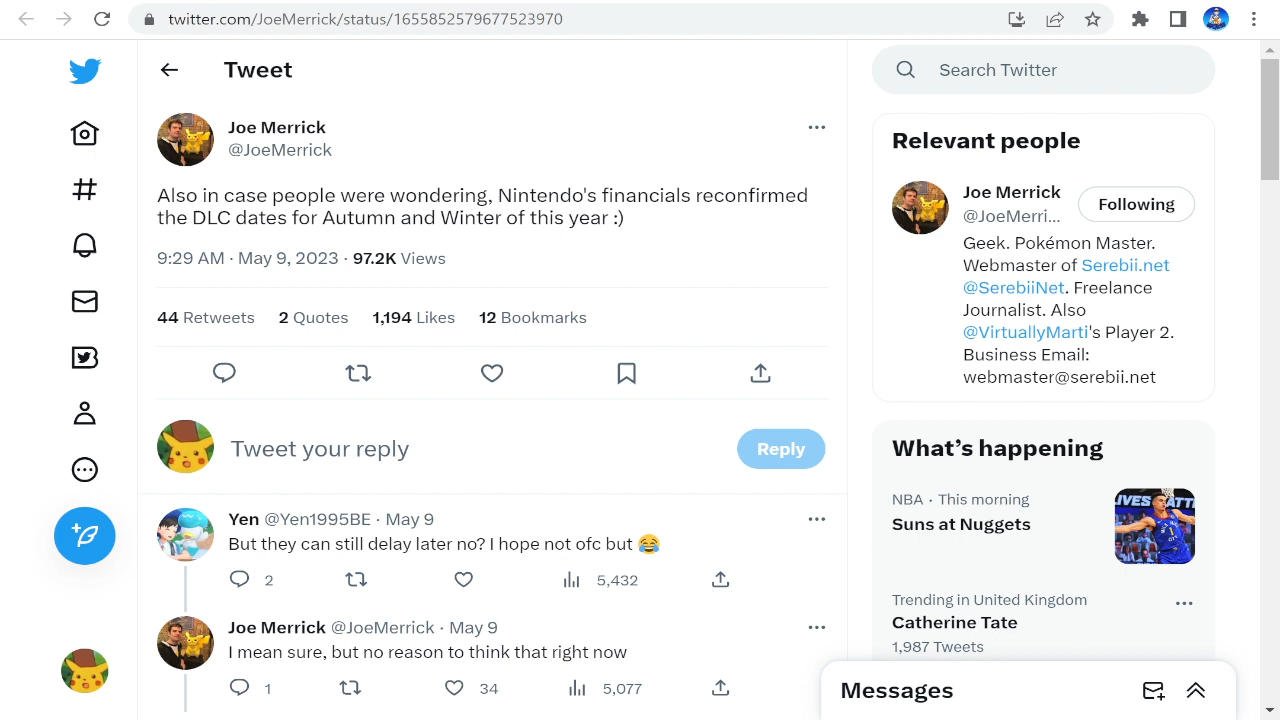 twitter.com/JoeMerrick/status/1655852579677523970
Tweet
Joe Merrick
@JoeMerrick
Also in case people were wondering, Nintendo's financials reconfirmed
the DLC dates for Autumn and Winter of this year :)
9:29 AM · May 9, 2023 · 97.2K Views
44 Retweets 2 Quotes 1,194 Likes 12 Bookmarks
Tweet your reply
Reply
Yen @Yen1995BE · May 9
But they can still delay later no? I hope not ofc but 😂
2 5,432
Joe Merrick @JoeMerrick · May 9
I mean sure, but no reason to think that right now
1 34 5,077
Search Twitter
Relevant people
Joe Merrick
@JoeMerri...
Following
Geek. Pokémon Master.
Webmaster of Serebii.net
@SerebiiNet. Freelance
Journalist. Also
@VirtuallyMarti's Player 2.
Business Email:
webmaster@serebii.net
What’s happening
NBA · This morning
Suns at Nuggets
Trending in United Kingdom
Catherine Tate
1,987 Tweets
Messages